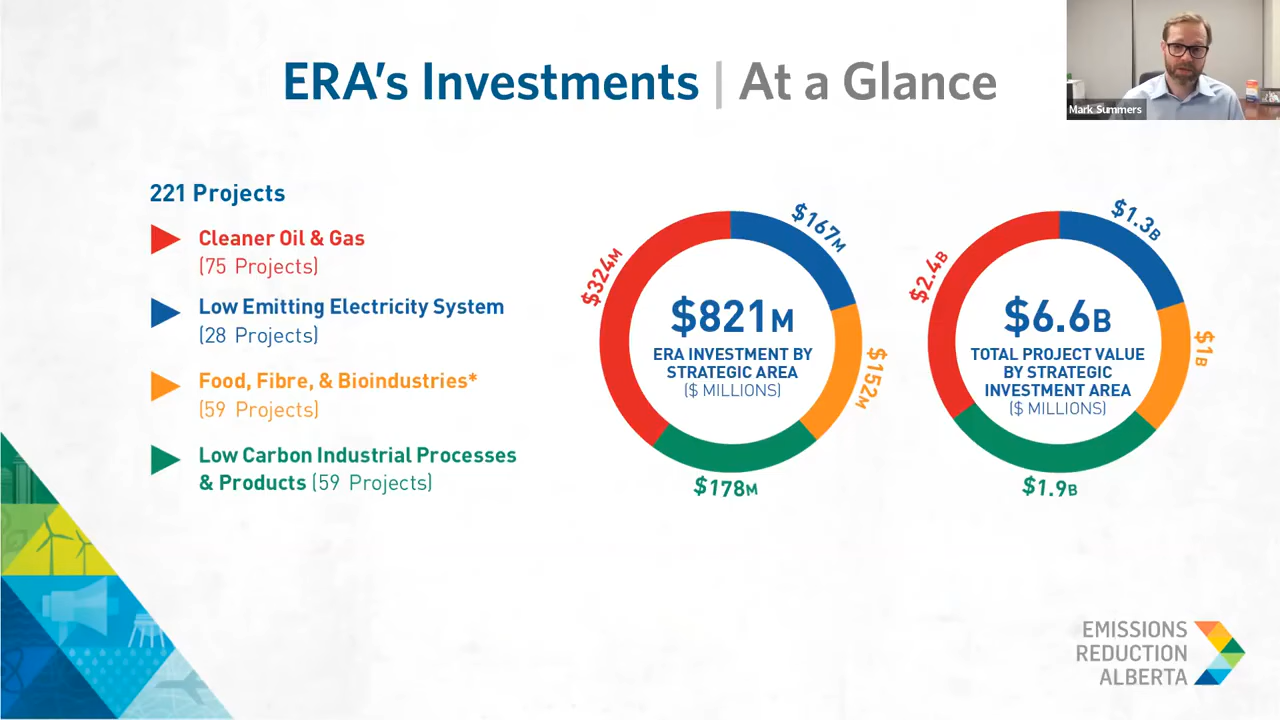 ERA's Investments | At a Glance
Mark Summers
221 Projects
Cleaner Oil & Gas
(75 Projects)
Low Emitting Electricity System
(28 Projects)
Food, Fibre, & Bioindustries*
(59 Projects)
Low Carbon Industrial Processes
& Products (59 Projects)
$324M
$167M
$152M
$178M
$821M
ERA INVESTMENT BY
STRATEGIC AREA
($ MILLIONS)
$2.4B
$1.3B
$1B
$1.9B
$6.6B
TOTAL PROJECT VALUE
BY STRATEGIC
INVESTMENT AREA
($ MILLIONS)
EMISSIONS
REDUCTION
ALBERTA